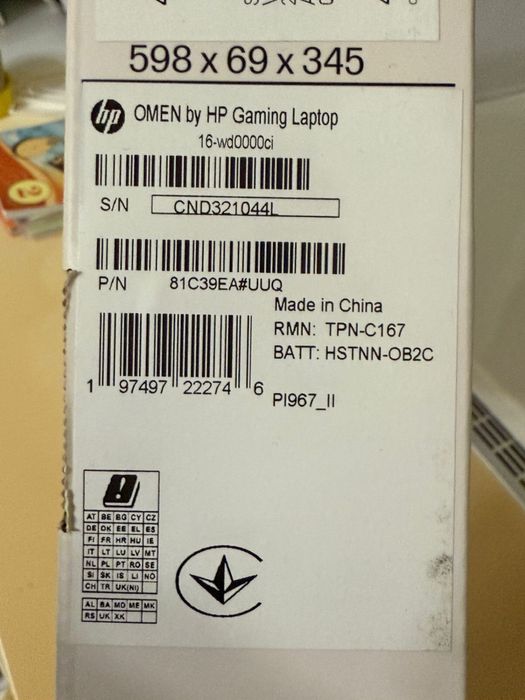 598 x 69 x 345
hp OMEN by HP Gaming Laptop
16-wd0000ci
S/N CND321044L
P/N 81C39EA#UUQ
Made in China
RMN: TPN-C167
BATT: HSTNN-OB2C
1 97497 22274 6
PI967_II
!
AT BE BG CY CZ
DE DK EE EL ES
FI FR HR HU IE
IT LT LU LV MT
NL PL PT RO SE
SI SK IS LI NO
CH TR UK(NI)
AL BA MD ME MK
RS UK XK